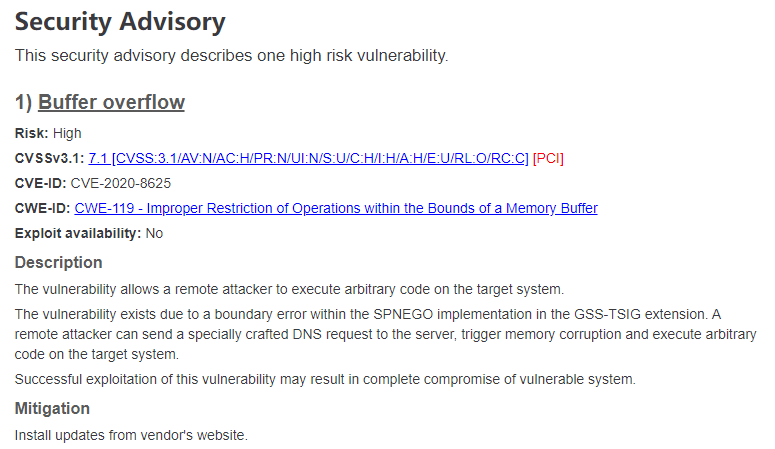 Security Advisory
This security advisory describes one high risk vulnerability.
1) Buffer overflow
Risk: High
CVSSv3.1: 7.1 [CVSS:3.1/AV:N/AC:H/PR:N/UI:N/S:U/C:H/I:H/A:H/E:U/RL:O/RC:C] [PCI]
CVE-ID: CVE-2020-8625
CWE-ID: CWE-119 - Improper Restriction of Operations within the Bounds of a Memory Buffer
Exploit availability: No
Description
The vulnerability allows a remote attacker to execute arbitrary code on the target system.
The vulnerability exists due to a boundary error within the SPNEGO implementation in the GSS-TSIG extension. A
remote attacker can send a specially crafted DNS request to the server, trigger memory corruption and execute arbitrary
code on the target system.
Successful exploitation of this vulnerability may result in complete compromise of vulnerable system.
Mitigation
Install updates from vendor's website.